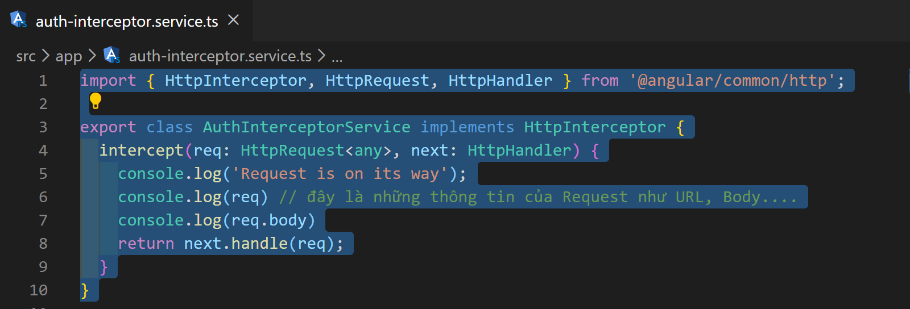 auth-interceptor.service.ts ×
src > app > auth-interceptor.service.ts > ...
1 import { HttpInterceptor, HttpRequest, HttpHandler } from '@angular/common/http';
2
3 export class AuthInterceptorService implements HttpInterceptor {
4 intercept(req: HttpRequest<any>, next: HttpHandler) {
5 console.log('Request is on its way');
6 console.log(req) // đây là những thông tin của Request như URL, Body....
7 console.log(req.body)
8 return next.handle(req);
9 }
10 }